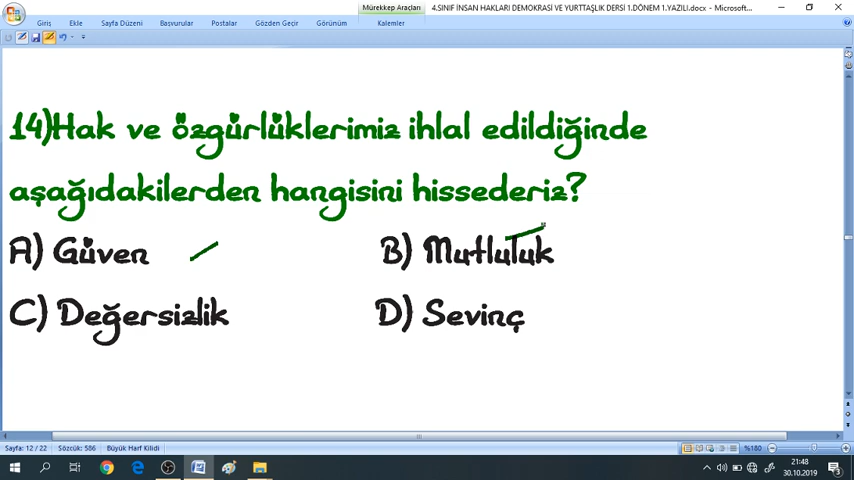 Mürekkep Araçları
4.SINIF İNSAN HAKLARI DEMOKRASİ VE YURTTAŞLIK DERSİ 1.DÖNEM 1.YAZILI.docx - Microsoft...
Giriş Ekle Sayfa Düzeni Başvurular Postalar Gözden Geçir Görünüm Kalemler
14)Hak ve özgürlüklerimiz ihlal edildiğinde
aşağıdakilerden hangisini hissederiz?
A) Güven B) Mutluluk
C) Değersizlik D) Sevinç
Sayfa: 12 / 22 Sözcük: 586 Büyük Harf Kilidi %180
21:48
30.10.2019
3